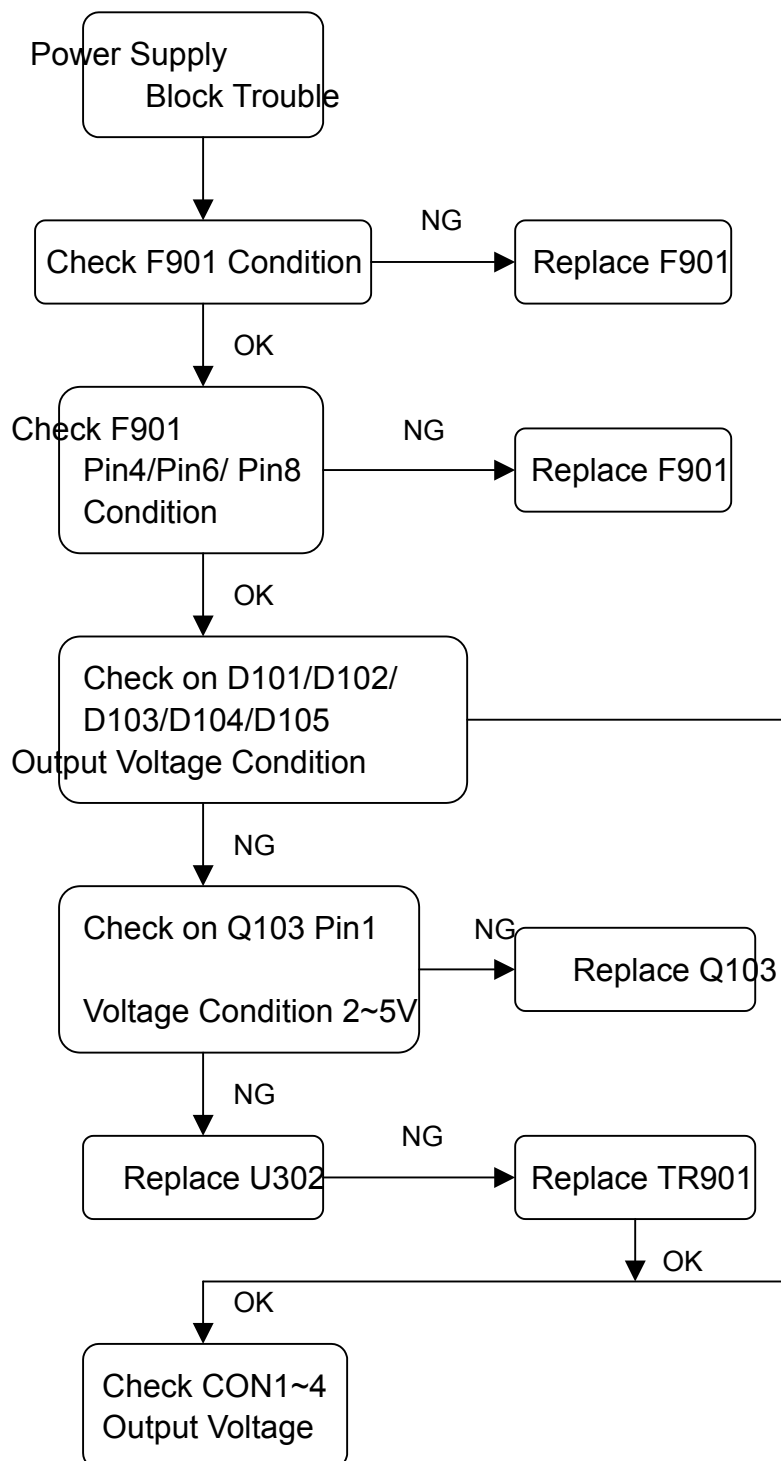 Power Supply
Block Trouble
NG
Check F901 Condition
Replace F901
OK
Check F901
Pin4/Pin6/ Pin8
Condition
NG
Replace F901
OK
Check on D101/D102/
D103/D104/D105
Output Voltage Condition
NG
Check on Q103 Pin1
Voltage Condition 2~5V
NG
Replace Q103
NG
Replace U302
NG
Replace TR901
OK
OK
Check CON1~4
Output Voltage